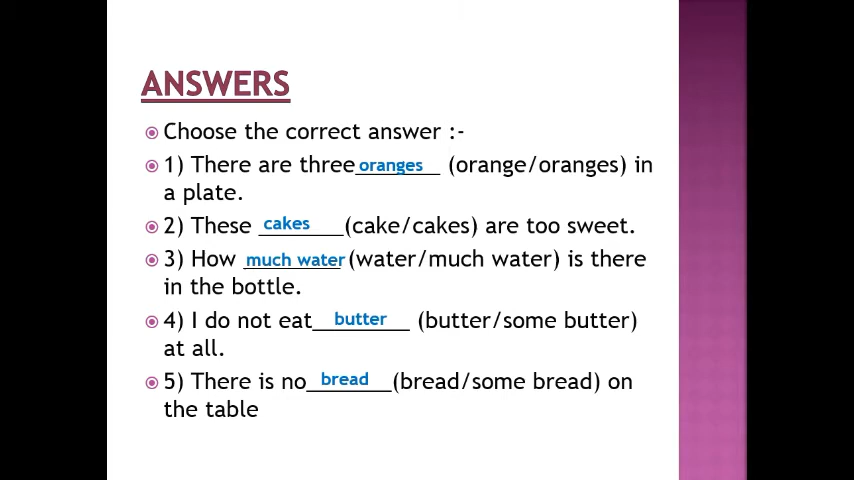 ANSWERS
Choose the correct answer :-
1) There are three oranges (orange/oranges) in
a plate.
2) These cakes (cake/cakes) are too sweet.
3) How much water (water/much water) is there
in the bottle.
4) I do not eat butter (butter/some butter)
at all.
5) There is no bread (bread/some bread) on
the table